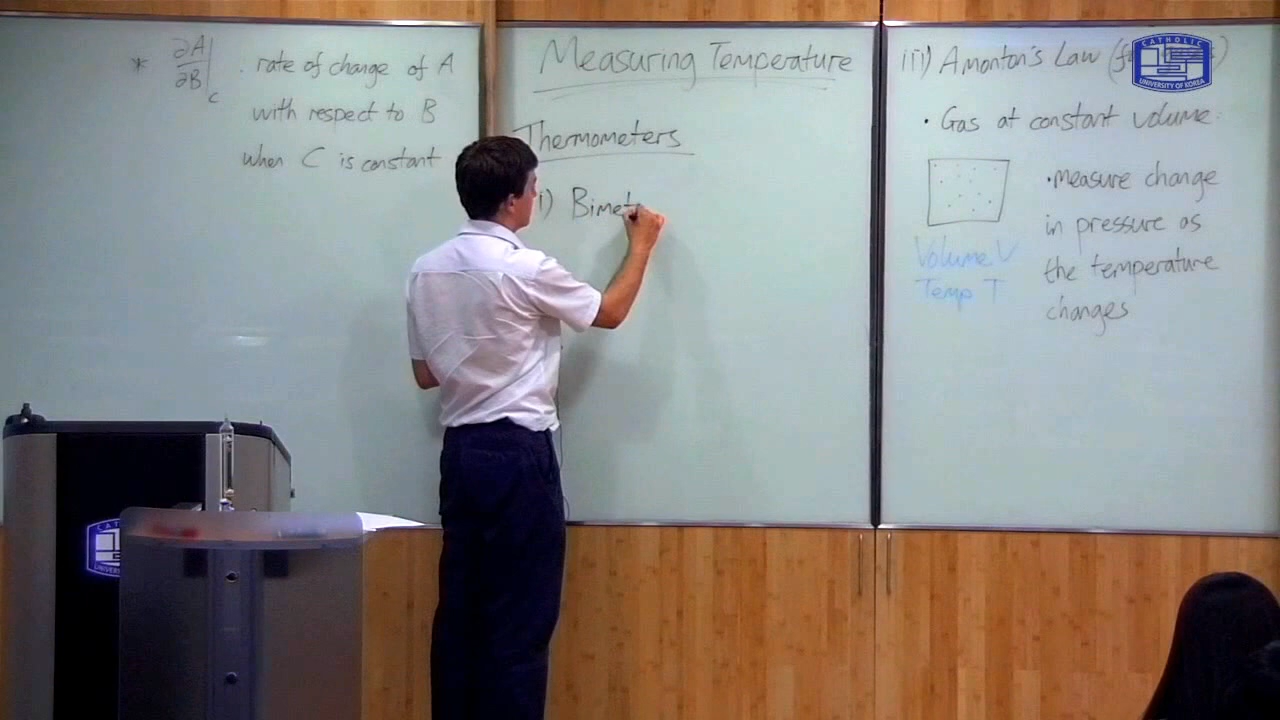 * ∂A/∂B|c . rate of change of A
with respect to B
when C is constant
Measuring Temperature
Thermometers
i) Bimet
iii) Amonton's Law
• Gas at constant volume:
• measure change
in pressure as
the temperature
changes
Volume V
Temp T
CATHOLIC
UNIVERSITY OF KOREA